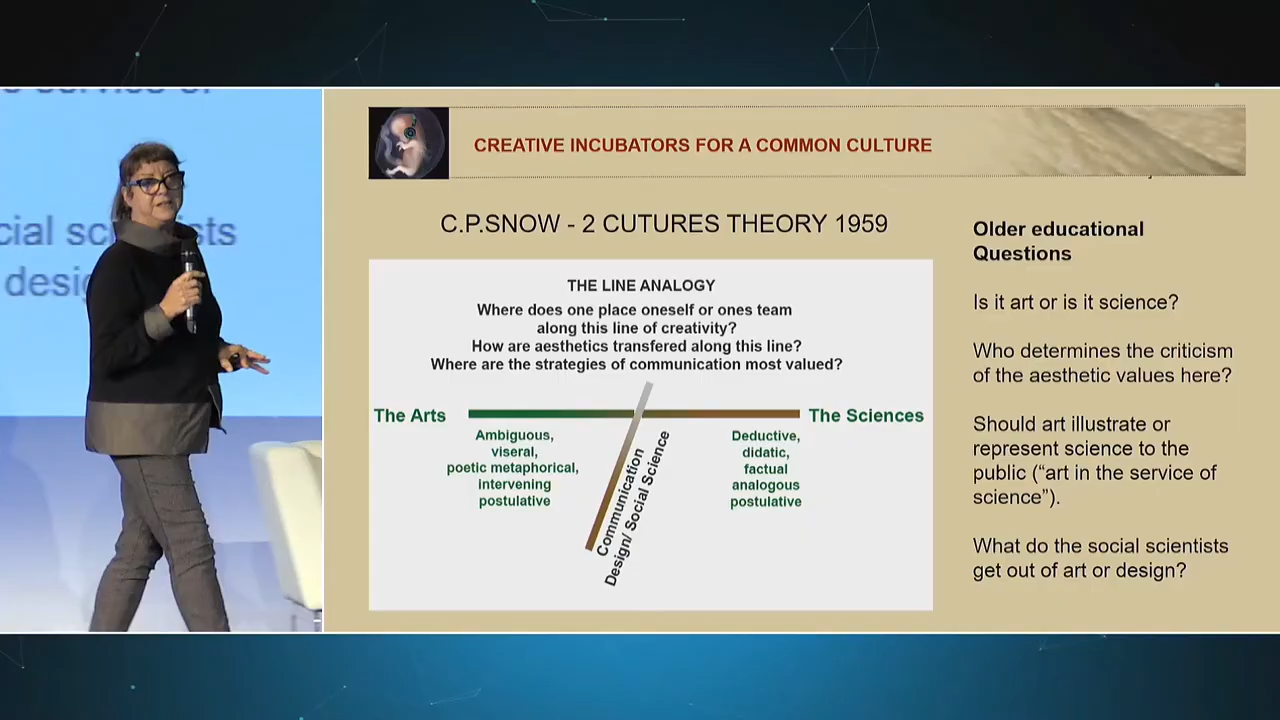 cial sc sts
desig
CREATIVE INCUBATORS FOR A COMMON CULTURE
C.P.SNOW - 2 CUTURES THEORY 1959
THE LINE ANALOGY
Where does one place oneself or ones team
along this line of creativity?
How are aesthetics transfered along this line?
Where are the strategies of communication most valued?
The Arts
The Sciences
Ambiguous,
viseral,
poetic metaphorical,
intervening
postulative
Communication
Design/ Social Science
Deductive,
didatic,
factual
analogous
postulative
Older educational
Questions
Is it art or is it science?
Who determines the criticism
of the aesthetic values here?
Should art illustrate or
represent science to the
public (“art in the service of
science”).
What do the social scientists
get out of art or design?